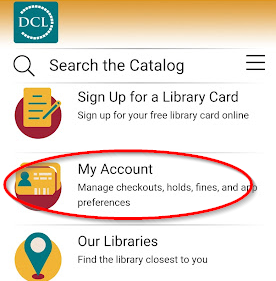 DCL
Search the Catalog
Sign Up for a Library Card
Sign up for your free library card online
My Account
Manage checkouts, holds, fines, and app
preferences
Our Libraries
Find the library closest to you